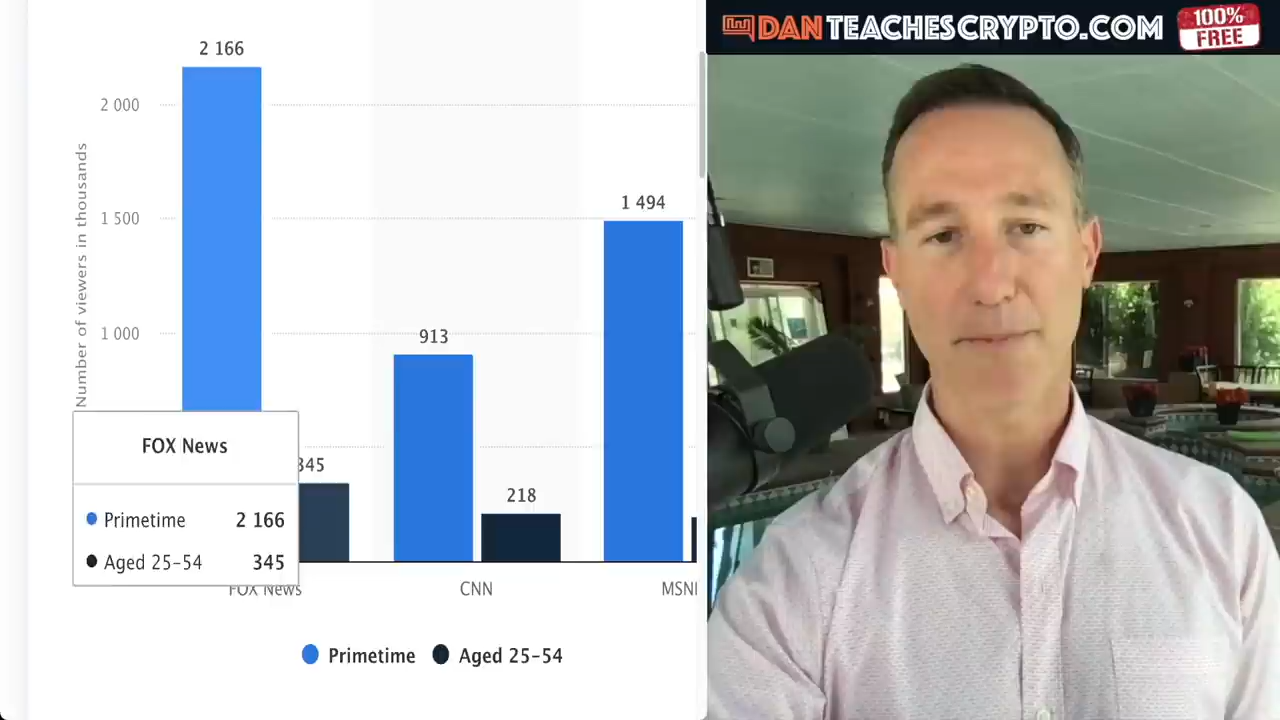 DANTEACHESCRYPTO.COM
100%
FREE
2 166
2 000
1 500
1 494
1 000
913
Number of viewers in thousands
FOX News
345
Primetime 2 166
Aged 25-54 345
218
FOX News
CNN
MSN
Primetime
Aged 25-54